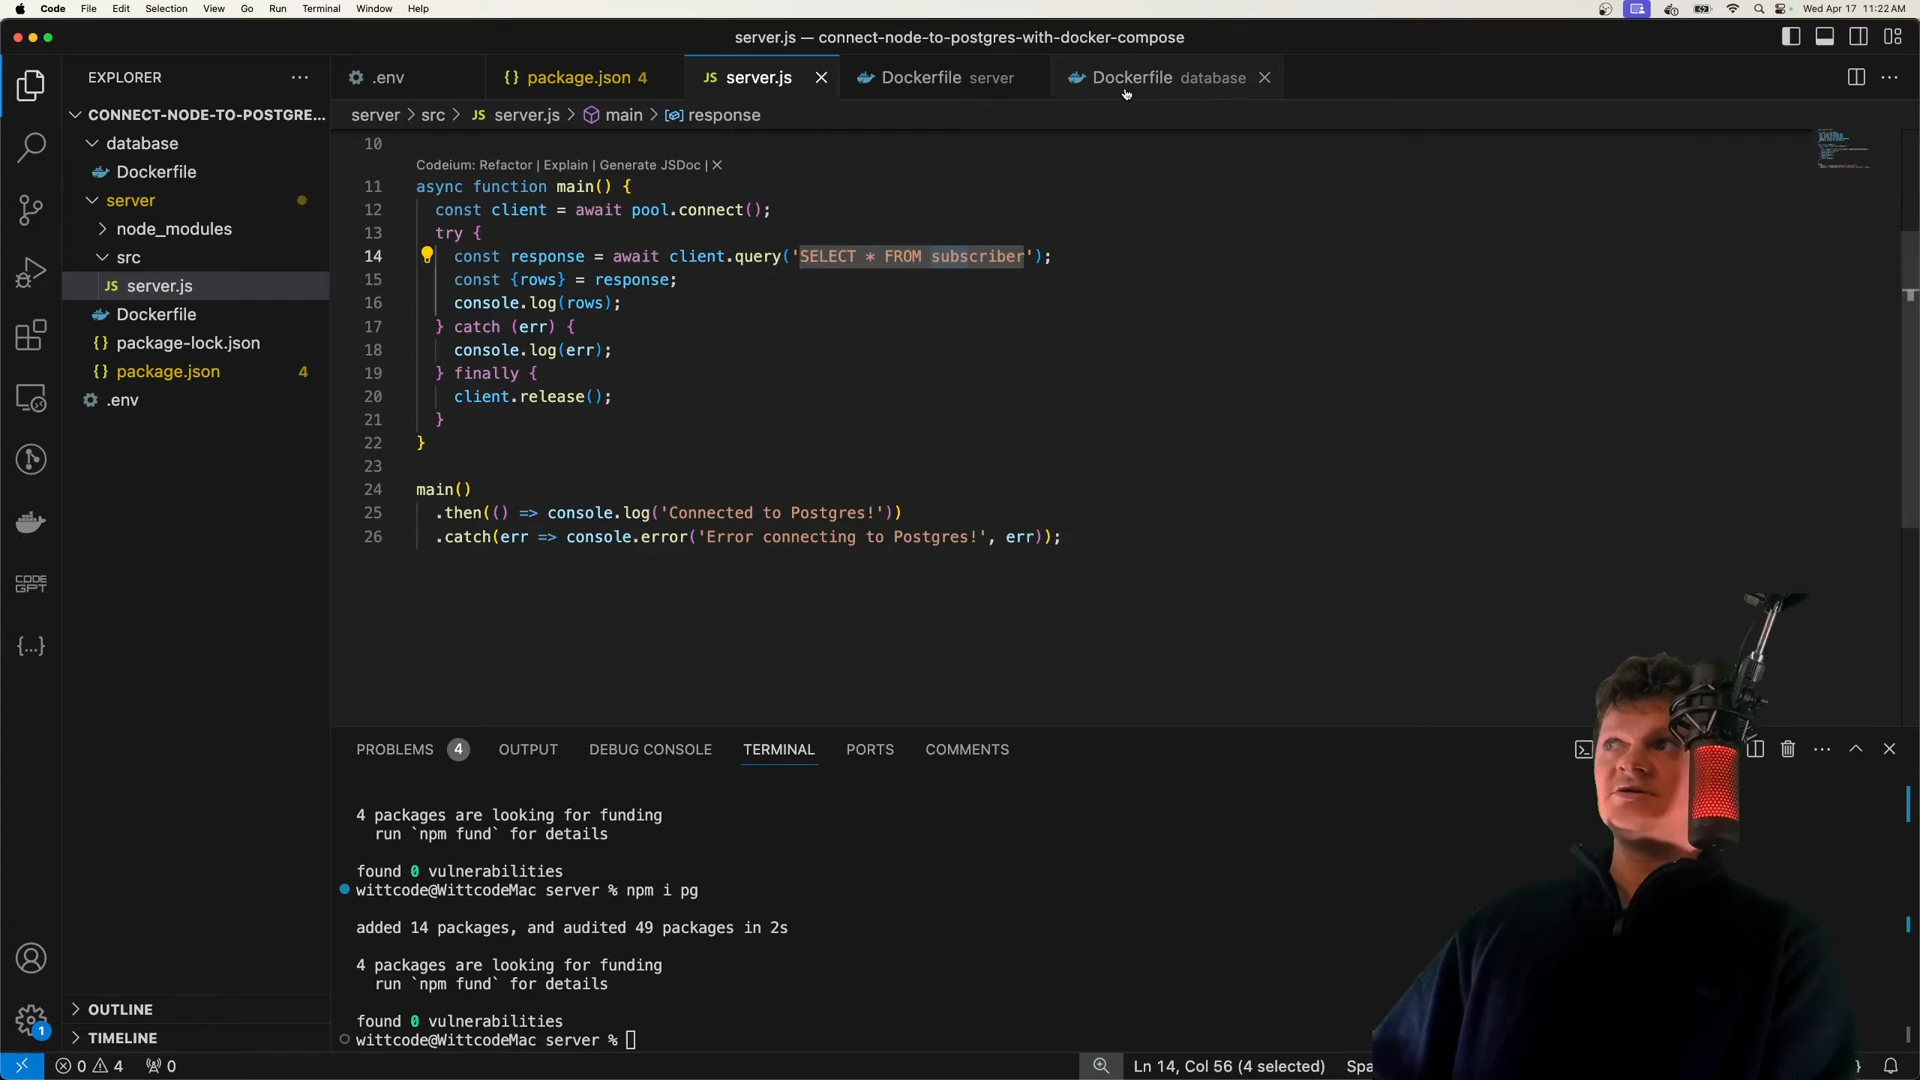 Code File Edit Selection View Go Run Terminal Window Help Wed Apr 17 11:22 AM
server.js — connect-node-to-postgres-with-docker-compose
EXPLORER
.env
package.json 4
server.js
Dockerfile server
Dockerfile database
CONNECT-NODE-TO-POSTGRE...
server > src > JS server.js > main > response
database
Dockerfile
server
node_modules
src
JS server.js
Dockerfile
package-lock.json
package.json 4
.env
10
Codeium: Refactor | Explain | Generate JSDoc | X
11 async function main() {
12 const client = await pool.connect();
13 try {
14 const response = await client.query('SELECT * FROM subscriber');
15 const {rows} = response;
16 console.log(rows);
17 } catch (err) {
18 console.log(err);
19 } finally {
20 client.release();
21 }
22 }
23
24 main()
25 .then(() => console.log('Connected to Postgres!'))
26 .catch(err => console.error('Error connecting to Postgres!', err));
CODE
GPT
PROBLEMS 4 OUTPUT DEBUG CONSOLE TERMINAL PORTS COMMENTS
4 packages are looking for funding
run `npm fund` for details
found 0 vulnerabilities
wittcode@WittcodeMac server % npm i pg
added 14 packages, and audited 49 packages in 2s
4 packages are looking for funding
run `npm fund` for details
found 0 vulnerabilities
wittcode@WittcodeMac server %
OUTLINE
TIMELINE
1
0 4 0
Ln 14, Col 56 (4 selected)